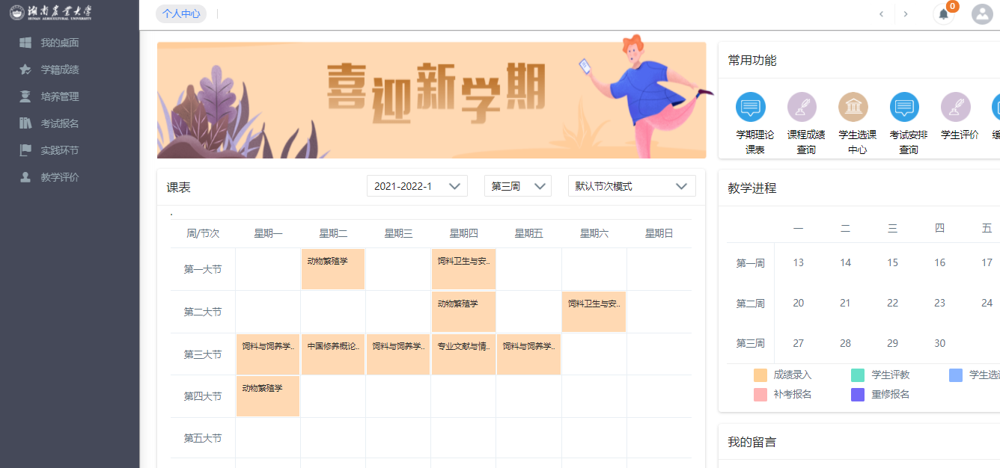 湖南农业大学
HUNAN AGRICULTURAL UNIVERSITY
我的桌面
学籍成绩
培养管理
考试报名
实践环节
教学评价
个人中心
0
喜迎新学期
常用功能
学期理论课表
课程成绩查询
学生选课中心
考试安排查询
学生评价
课表
2021-2022-1
第三周
默认节次模式
周/节次 星期一 星期二 星期三 星期四 星期五 星期六 星期日
第一大节 动物繁殖学 饲料卫生与安..
第二大节 动物繁殖学 饲料卫生与安..
第三大节 饲料与饲养学.. 中国修养概论.. 饲料与饲养学.. 专业文献与情.. 饲料与饲养学..
第四大节 动物繁殖学
第五大节
教学进程
一 二 三 四 五
第一周 13 14 15 16 17
第二周 20 21 22 23 24
第三周 27 28 29 30
成绩录入 学生评教 学生选
补考报名 重修报名
我的留言